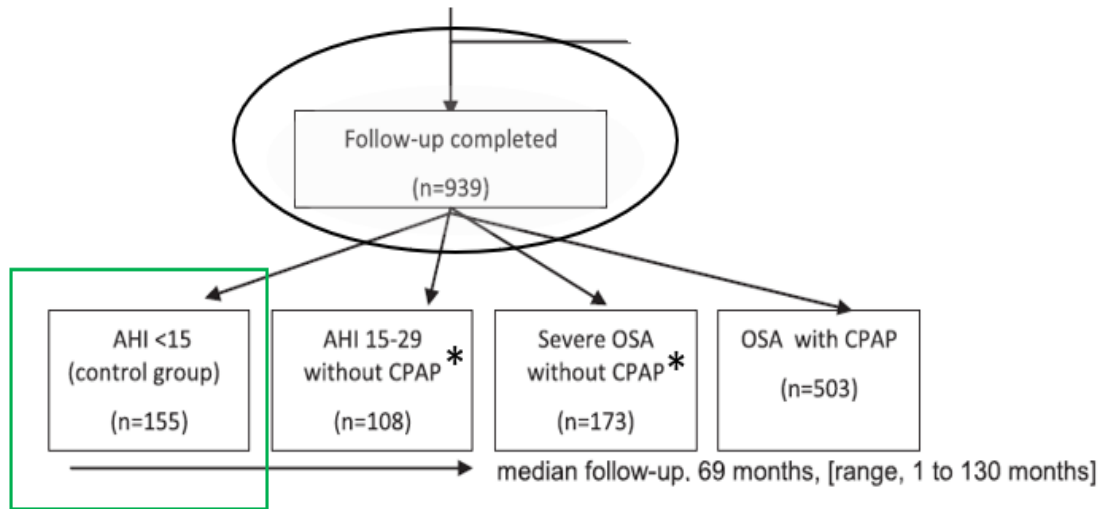 Follow-up completed
(n=939)
AHI <15
(control group)
(n=155)
AHI 15-29
without CPAP *
(n=108)
Severe OSA
without CPAP *
(n=173)
OSA with CPAP
(n=503)
median follow-up. 69 months, [range, 1 to 130 months]